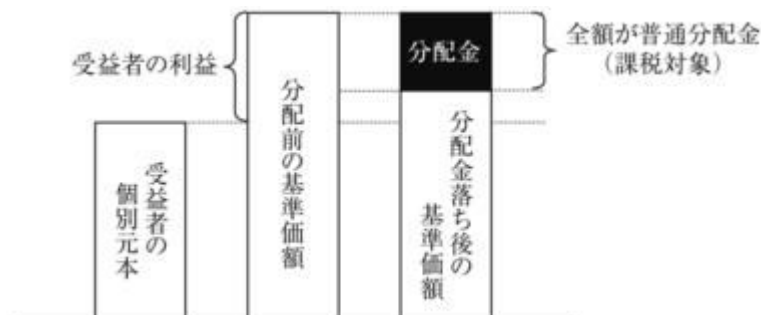 受益者の利益
分配金
全額が普通分配金
（課税対象）
受益者の
個別元本
分配前の基準価額
分配金落ち後の
基準価額